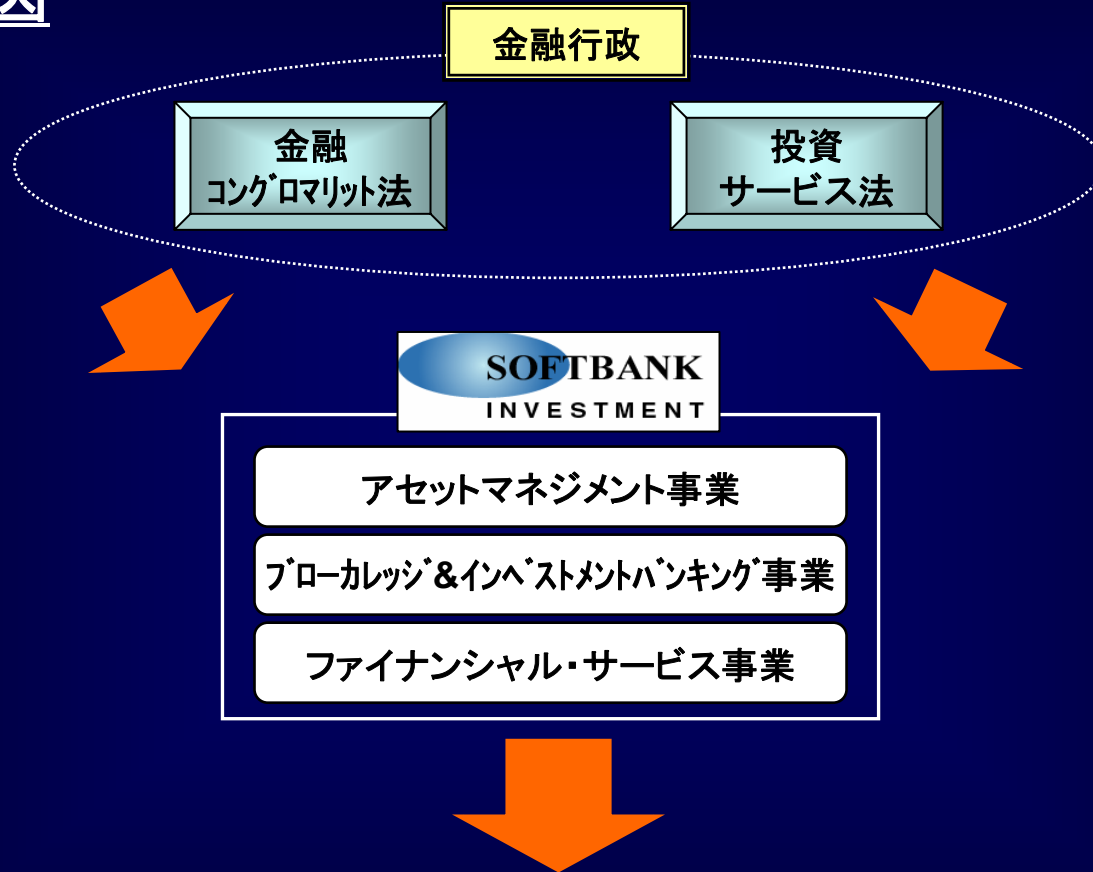 金融行政
金融
コングロマリット法
投資
サービス法
SOFTBANK
INVESTMENT
アセットマネジメント事業
ブローカレッジ&インベストメントバンキング事業
ファイナンシャル・サービス事業